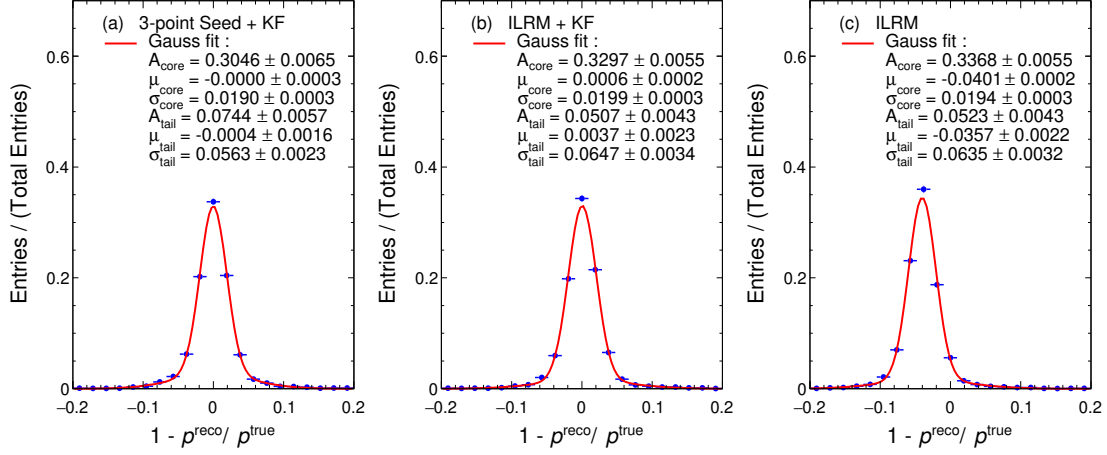 (a) 3-point Seed + KF
Gauss fit :
A_core = 0.3046 ± 0.0065
μ_core = -0.0000 ± 0.0003
σ_core = 0.0190 ± 0.0003
A_tail = 0.0744 ± 0.0057
μ_tail = -0.0004 ± 0.0016
σ_tail = 0.0563 ± 0.0023
Entries / (Total Entries)
0.6
0.4
0.2
0
−0.2 −0.1 0 0.1 0.2
1 - p^reco / p^true
(b) ILRM + KF
Gauss fit :
A_core = 0.3297 ± 0.0055
μ_core = 0.0006 ± 0.0002
σ_core = 0.0199 ± 0.0003
A_tail = 0.0507 ± 0.0043
μ_tail = 0.0037 ± 0.0023
σ_tail = 0.0647 ± 0.0034
Entries / (Total Entries)
0.6
0.4
0.2
0
−0.2 −0.1 0 0.1 0.2
1 - p^reco / p^true
(c) ILRM
Gauss fit :
A_core = 0.3368 ± 0.0055
μ_core = -0.0401 ± 0.0002
σ_core = 0.0194 ± 0.0003
A_tail = 0.0523 ± 0.0043
μ_tail = -0.0357 ± 0.0022
σ_tail = 0.0635 ± 0.0032
Entries / (Total Entries)
0.6
0.4
0.2
0
−0.2 −0.1 0 0.1 0.2
1 - p^reco / p^true